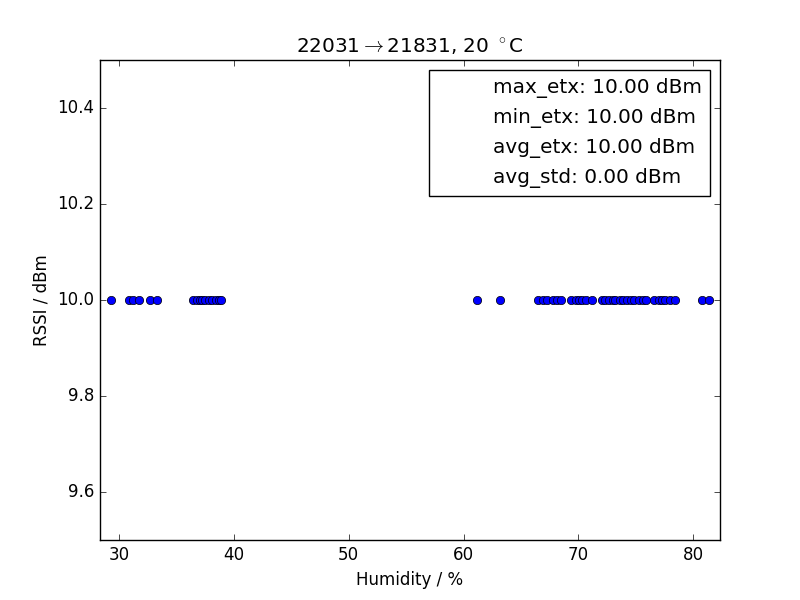 22031→21831, 20 °C
max_etx: 10.00 dBm
min_etx: 10.00 dBm
avg_etx: 10.00 dBm
avg_std: 0.00 dBm
RSSI / dBm
10.4
10.2
10.0
9.8
9.6
30 40 50 60 70 80
Humidity / %